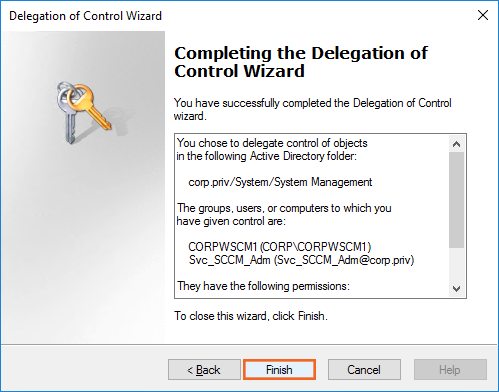 Delegation of Control Wizard
Completing the Delegation of
Control Wizard
You have successfully completed the Delegation of Control
wizard.
You chose to delegate control of objects
in the following Active Directory folder:
corp.priv/System/System Management
The groups, users, or computers to which you
have given control are:
CORPWSCM1 (CORP\CORPWSCM1)
Svc_SCCM_Adm (Svc_SCCM_Adm@corp.priv)
They have the following permissions:
To close this wizard, click Finish.
< Back
Finish
Cancel
Help